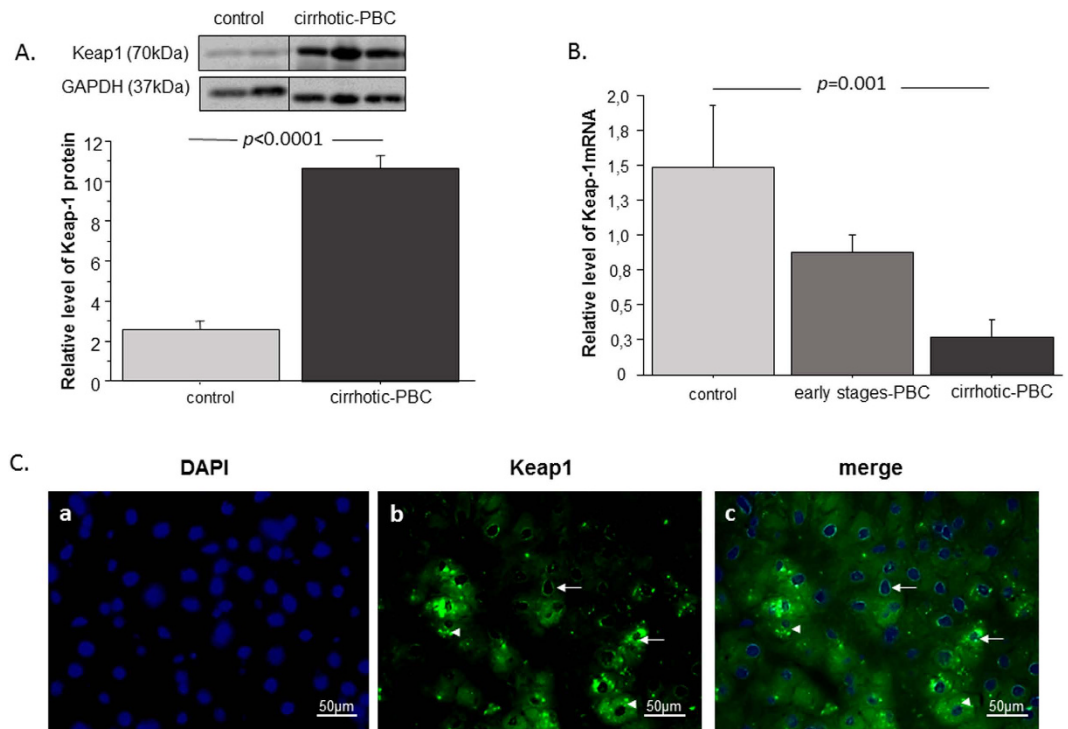 A.
control cirrhotic-PBC
Keap1 (70kDa)
GAPDH (37kDa)
p<0.0001
Relative level of Keap-1 protein
12
10
8
6
4
2
0
control cirrhotic-PBC
B.
p=0.001
Relative level of Keap-1mRNA
2,0
1,8
1,5
1,0
0,8
0,5
0,3
0
control early stages-PBC cirrhotic-PBC
C.
DAPI Keap1 merge
a b c
50µm 50µm 50µm